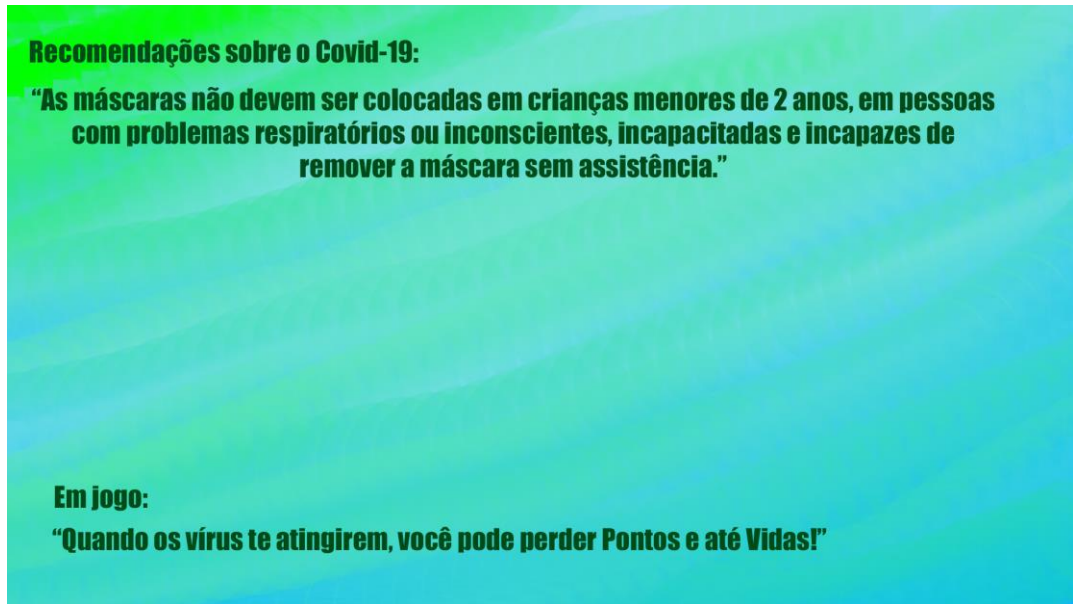 Recomendações sobre o Covid-19:
“As máscaras não devem ser colocadas em crianças menores de 2 anos, em pessoas
com problemas respiratórios ou inconscientes, incapacitadas e incapazes de
remover a máscara sem assistência.”
Em jogo:
“Quando os vírus te atingirem, você pode perder Pontos e até Vidas!”